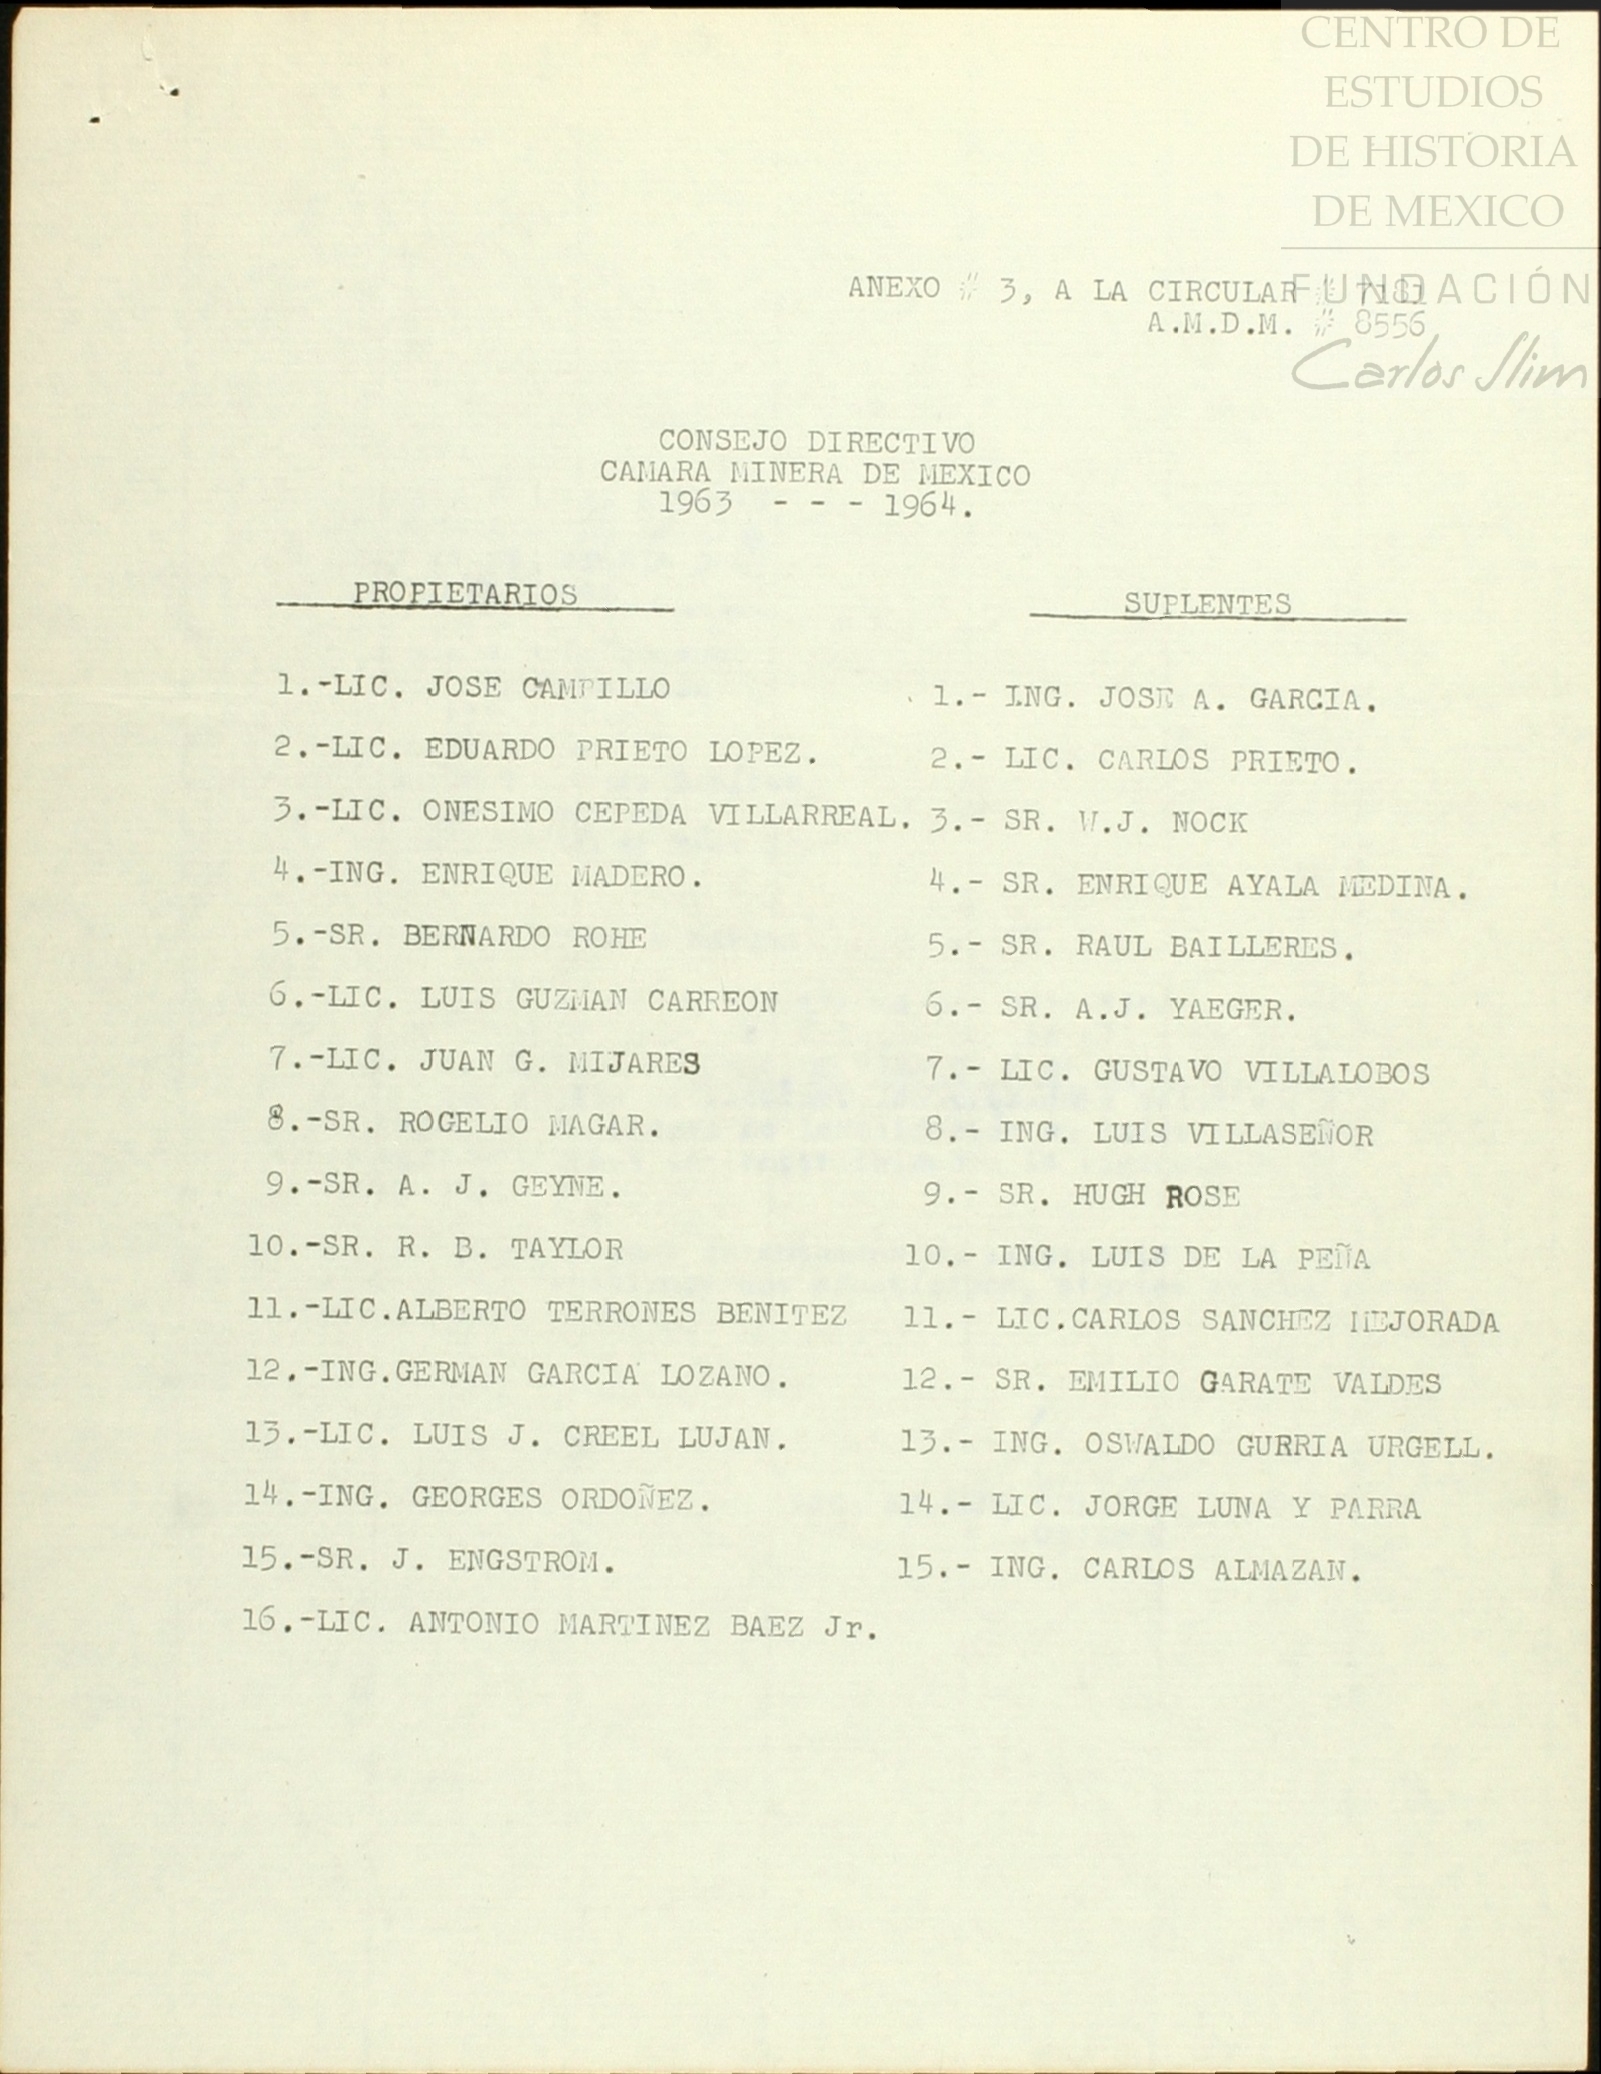 CENTRO DE
ESTUDIOS
DE HISTORIA
DE MEXICO
FUNDACIÓN
Carlos Slim
ANEXO # 3, A LA CIRCULAR # 7181
A.M.D.M. # 8556
CONSEJO DIRECTIVO
CAMARA MINERA DE MEXICO
1963 - - - 1964.
PROPIETARIOS
1.-LIC. JOSE CAMPILLO
2.-LIC. EDUARDO PRIETO LOPEZ.
3.-LIC. ONESIMO CEPEDA VILLARREAL.
4.-ING. ENRIQUE MADERO.
5.-SR. BERNARDO ROHE
6.-LIC. LUIS GUZMAN CARREON
7.-LIC. JUAN G. MIJARES
8.-SR. ROGELIO MAGAR.
9.-SR. A. J. GEYNE.
10.-SR. R. B. TAYLOR
11.-LIC.ALBERTO TERRONES BENITEZ
12.-ING.GERMAN GARCIA LOZANO.
13.-LIC. LUIS J. CREEL LUJAN.
14.-ING. GEORGES ORDOÑEZ.
15.-SR. J. ENGSTROM.
16.-LIC. ANTONIO MARTINEZ BAEZ Jr.
SUPLENTES
1.- ING. JOSE A. GARCIA.
2.- LIC. CARLOS PRIETO.
3.- SR. W.J. NOCK
4.- SR. ENRIQUE AYALA MEDINA.
5.- SR. RAUL BAILLERES.
6.- SR. A.J. YAEGER.
7.- LIC. GUSTAVO VILLALOBOS
8.- ING. LUIS VILLASEÑOR
9.- SR. HUGH ROSE
10.- ING. LUIS DE LA PEÑA
11.- LIC.CARLOS SANCHEZ MEJORADA
12.- SR. EMILIO GARATE VALDES
13.- ING. OSWALDO GURRIA URGELL.
14.- LIC. JORGE LUNA Y PARRA
15.- ING. CARLOS ALMAZAN.